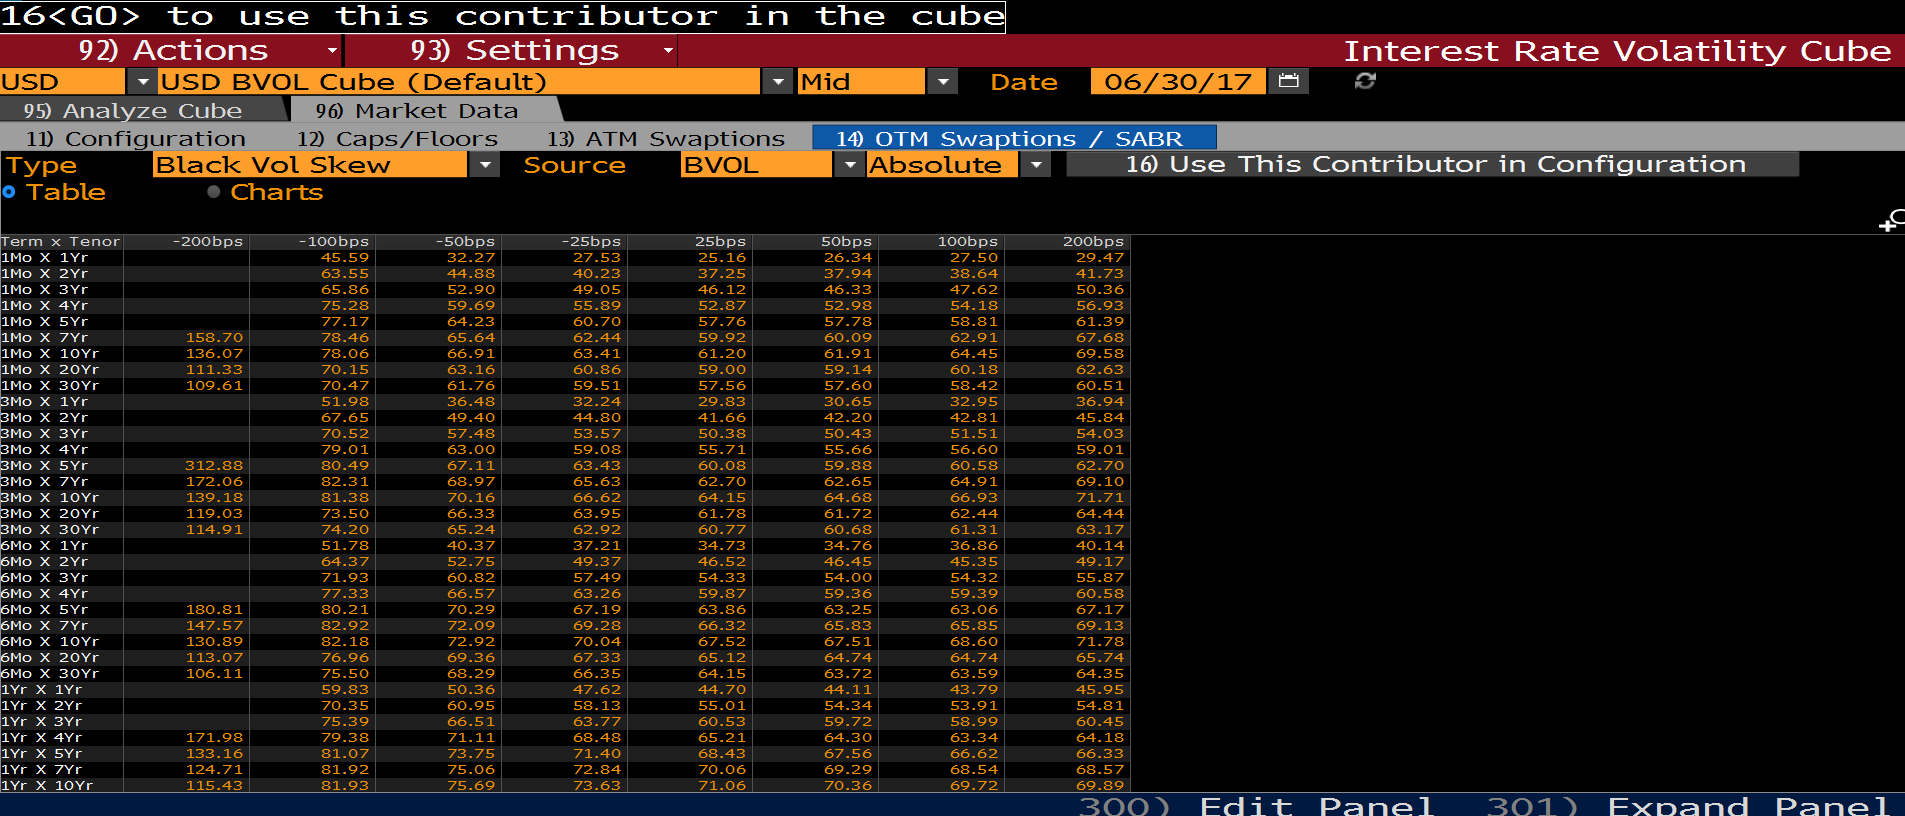 16<GO> to use this contributor in the cube
92) Actions 93) Settings Interest Rate Volatility Cube
USD USD BVOL Cube (Default) Mid Date 06/30/17
95) Analyze Cube 96) Market Data
11) Configuration 12) Caps/Floors 13) ATM Swaptions 14) OTM Swaptions / SABR
Type Black Vol Skew Source BVOL Absolute 16) Use This Contributor in Configuration
Table Charts
Term x Tenor -200bps -100bps -50bps -25bps 25bps 50bps 100bps 200bps
1Mo X 1Yr 45.59 32.27 27.53 25.16 26.34 27.50 29.47
1Mo X 2Yr 63.55 44.88 40.23 37.25 37.94 38.64 41.73
1Mo X 3Yr 65.86 52.90 49.05 46.12 46.33 47.62 50.36
1Mo X 4Yr 75.28 59.69 55.89 52.87 52.98 54.18 56.93
1Mo X 5Yr 77.17 64.23 60.70 57.76 57.78 58.81 61.39
1Mo X 7Yr 158.70 78.46 65.64 62.44 59.92 60.09 62.91 67.68
1Mo X 10Yr 136.07 78.06 66.91 63.41 61.20 61.91 64.45 69.58
1Mo X 20Yr 111.33 70.15 63.16 60.86 59.00 59.14 60.18 62.63
1Mo X 30Yr 109.61 70.47 61.76 59.51 57.56 57.60 58.42 60.51
3Mo X 1Yr 51.98 36.48 32.24 29.83 30.65 32.95 36.94
3Mo X 2Yr 67.65 49.40 44.80 41.66 42.20 42.81 45.84
3Mo X 3Yr 70.52 57.48 53.57 50.38 50.43 51.51 54.03
3Mo X 4Yr 79.01 63.00 59.08 55.71 55.66 56.60 59.01
3Mo X 5Yr 312.88 80.49 67.11 63.43 60.08 59.88 60.58 62.70
3Mo X 7Yr 172.06 82.31 68.97 65.63 62.70 62.65 64.91 69.10
3Mo X 10Yr 139.18 81.38 70.16 66.62 64.15 64.68 66.93 71.71
3Mo X 20Yr 119.03 73.50 66.33 63.95 61.78 61.72 62.44 64.44
3Mo X 30Yr 114.91 74.20 65.24 62.92 60.77 60.68 61.31 63.17
6Mo X 1Yr 51.78 40.37 37.21 34.73 34.76 36.86 40.14
6Mo X 2Yr 64.37 52.75 49.37 46.52 46.45 45.35 49.17
6Mo X 3Yr 71.93 60.82 57.49 54.33 54.00 54.32 55.87
6Mo X 4Yr 77.33 66.57 63.26 59.87 59.36 59.39 60.58
6Mo X 5Yr 180.81 80.21 70.29 67.19 63.86 63.25 63.06 67.17
6Mo X 7Yr 147.57 82.92 72.09 69.28 66.32 65.83 65.85 69.13
6Mo X 10Yr 130.89 82.18 72.92 70.04 67.52 67.51 68.60 71.78
6Mo X 20Yr 113.07 76.96 69.36 67.33 65.12 64.74 64.74 65.74
6Mo X 30Yr 106.11 75.50 68.29 66.35 64.15 63.72 63.59 64.35
1Yr X 1Yr 59.83 50.36 47.62 44.70 44.11 43.79 45.95
1Yr X 2Yr 70.35 60.95 58.13 55.01 54.34 53.91 54.81
1Yr X 3Yr 75.39 66.51 63.77 60.53 59.72 58.99 60.45
1Yr X 4Yr 171.98 79.38 71.11 68.48 65.21 64.30 63.34 64.18
1Yr X 5Yr 133.16 81.07 73.75 71.40 68.43 67.56 66.62 66.33
1Yr X 7Yr 124.71 81.92 75.06 72.84 70.06 69.29 68.54 68.57
1Yr X 10Yr 115.43 81.93 75.69 73.63 71.06 70.36 69.72 69.89
300) Edit Panel 301) Expand Panel